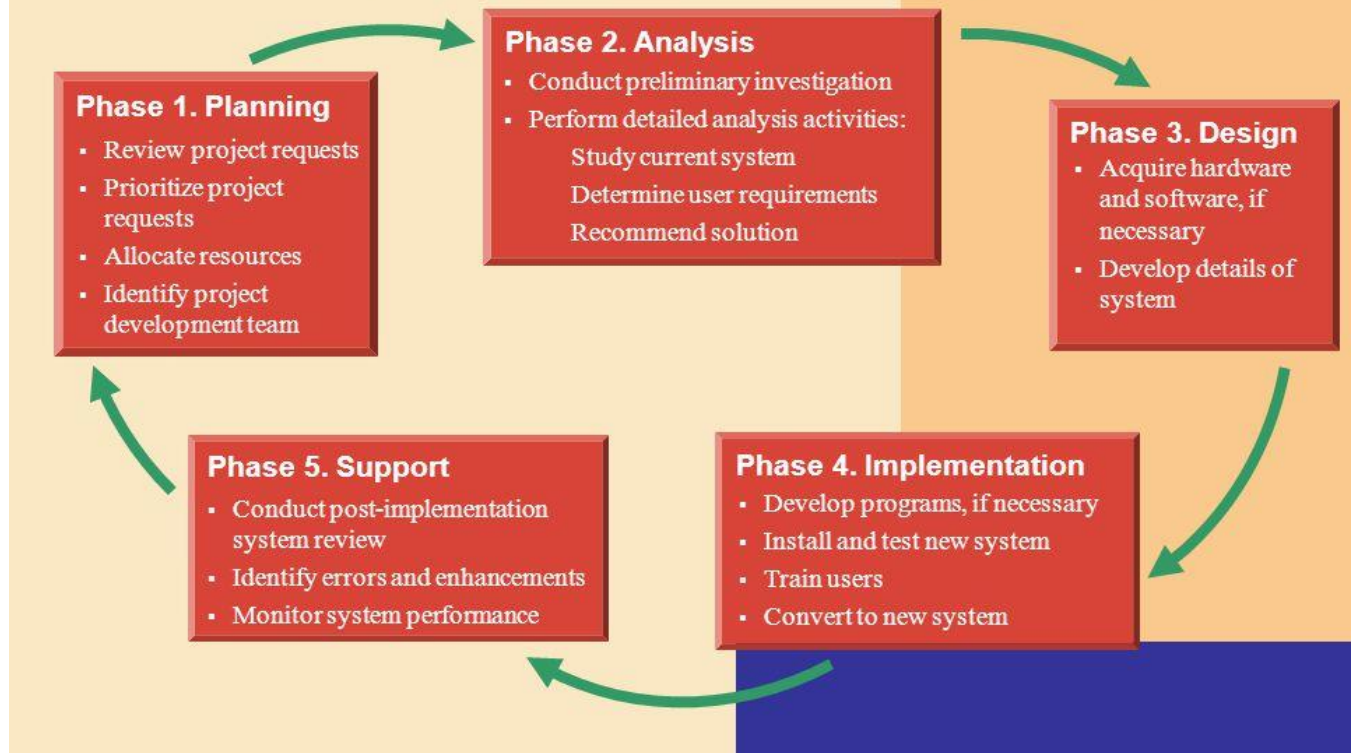 Phase 1. Planning
▪ Review project requests
▪ Prioritize project
requests
▪ Allocate resources
▪ Identify project
development team
Phase 2. Analysis
▪ Conduct preliminary investigation
▪ Perform detailed analysis activities:
Study current system
Determine user requirements
Recommend solution
Phase 3. Design
▪ Acquire hardware
and software, if
necessary
▪ Develop details of
system
Phase 4. Implementation
▪ Develop programs, if necessary
▪ Install and test new system
▪ Train users
▪ Convert to new system
Phase 5. Support
▪ Conduct post-implementation
system review
▪ Identify errors and enhancements
▪ Monitor system performance